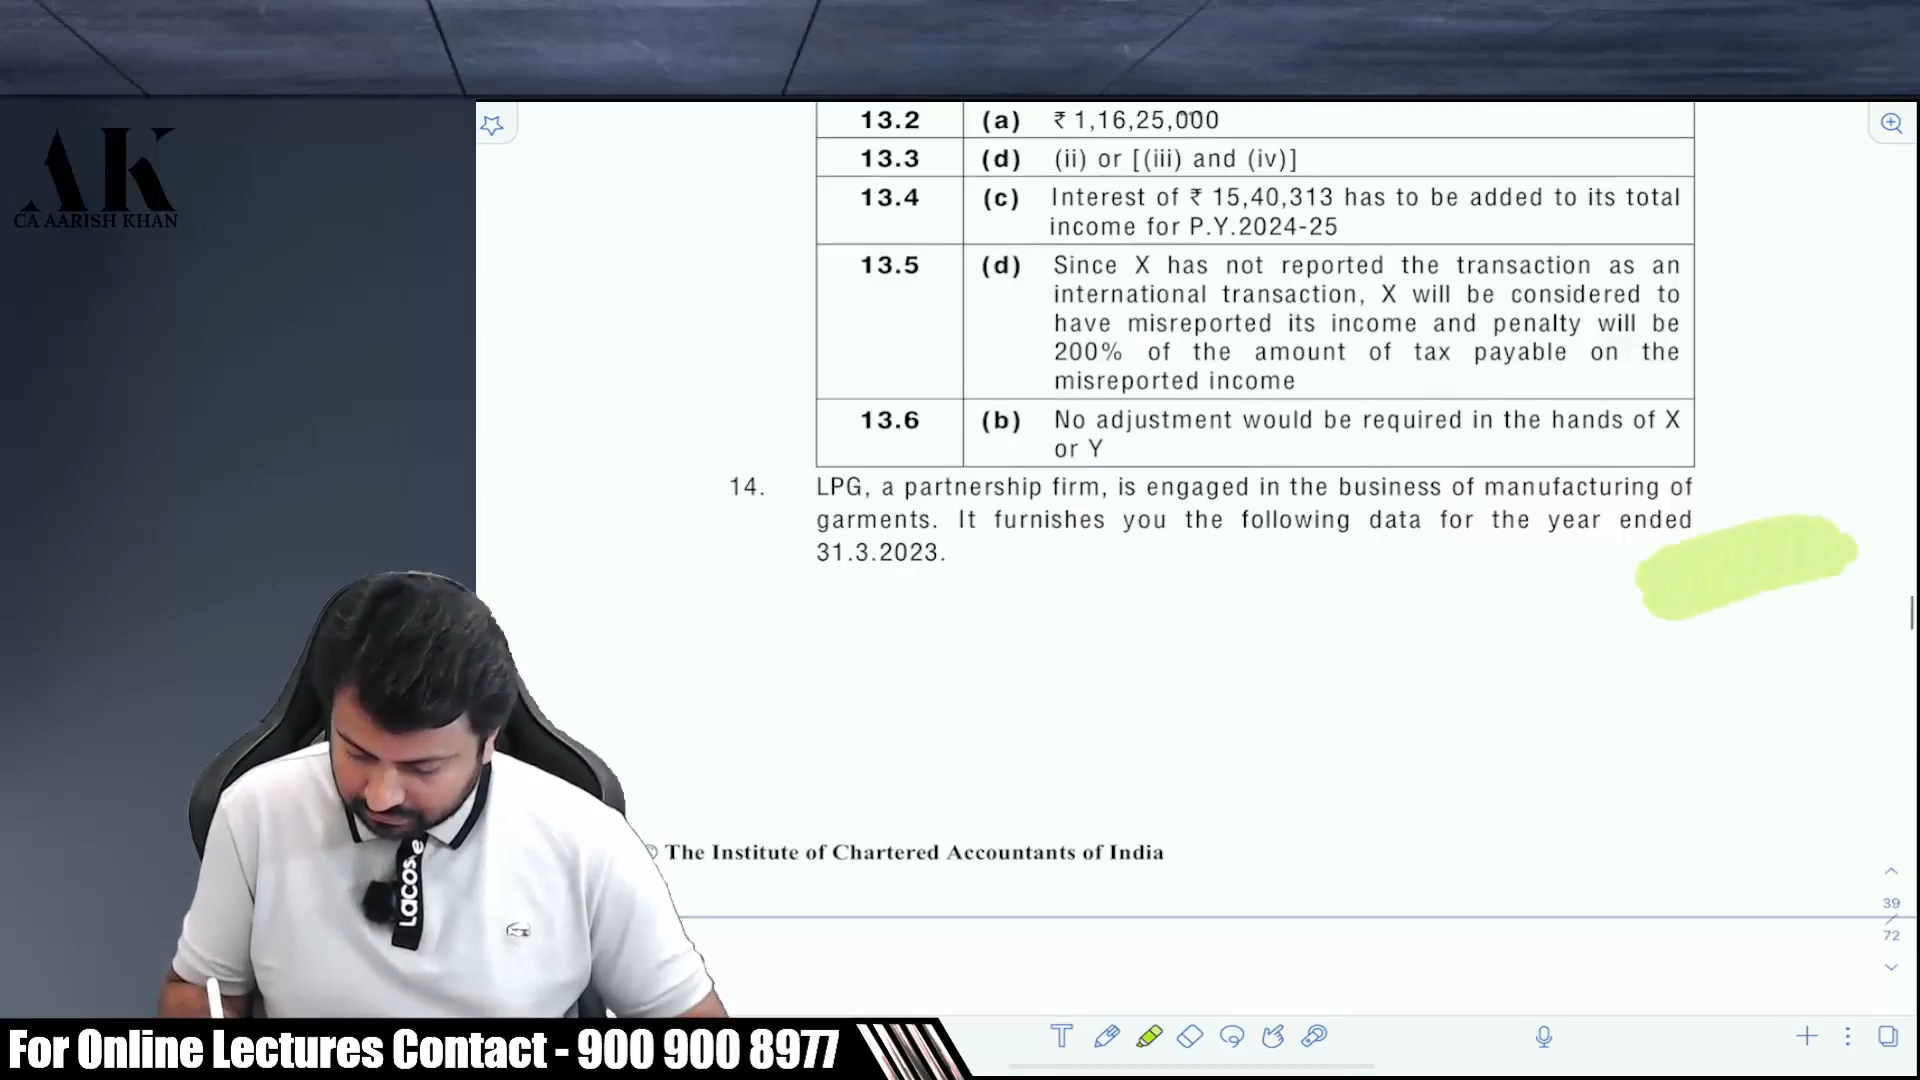 AK
CA AARISH KHAN
13.2 (a) ₹ 1,16,25,000
13.3 (d) (ii) or [(iii) and (iv)]
13.4 (c) Interest of ₹ 15,40,313 has to be added to its total
income for P.Y.2024-25
13.5 (d) Since X has not reported the transaction as an
international transaction, X will be considered to
have misreported its income and penalty will be
200% of the amount of tax payable on the
misreported income
13.6 (b) No adjustment would be required in the hands of X
or Y
14. LPG, a partnership firm, is engaged in the business of manufacturing of
garments. It furnishes you the following data for the year ended
31.3.2023.
The Institute of Chartered Accountants of India
39
72
Lacoste
For Online Lectures Contact - 900 900 8977